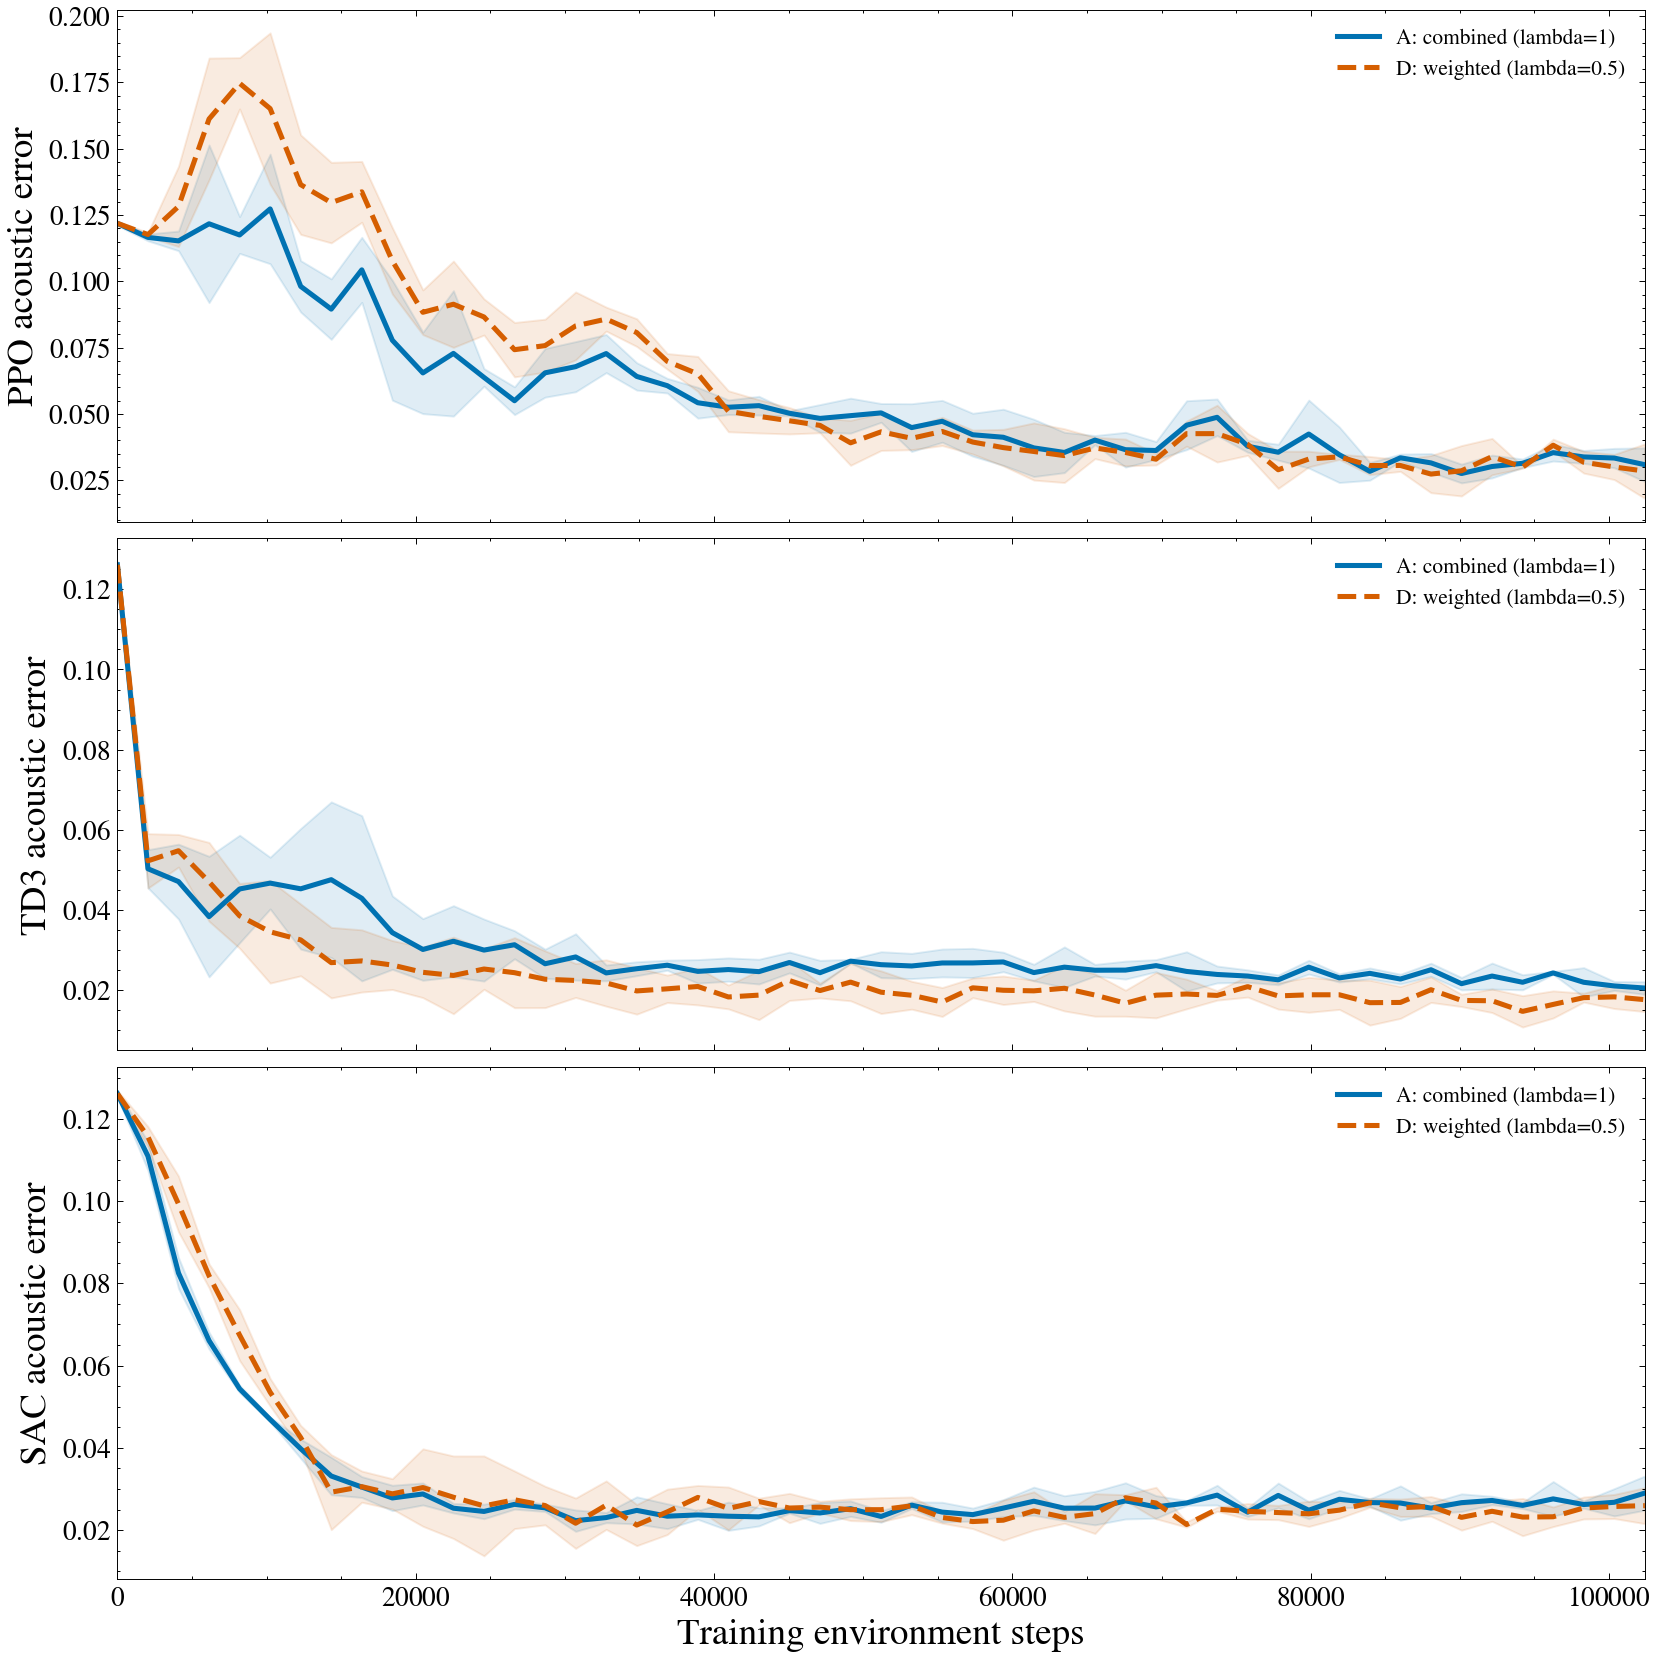 0.200
0.175
0.150
0.125
0.100
0.075
0.050
0.025
PPO acoustic error
A: combined (lambda=1)
D: weighted (lambda=0.5)
0.12
0.10
0.08
0.06
0.04
0.02
TD3 acoustic error
A: combined (lambda=1)
D: weighted (lambda=0.5)
0.12
0.10
0.08
0.06
0.04
0.02
SAC acoustic error
A: combined (lambda=1)
D: weighted (lambda=0.5)
0 20000 40000 60000 80000 100000
Training environment steps